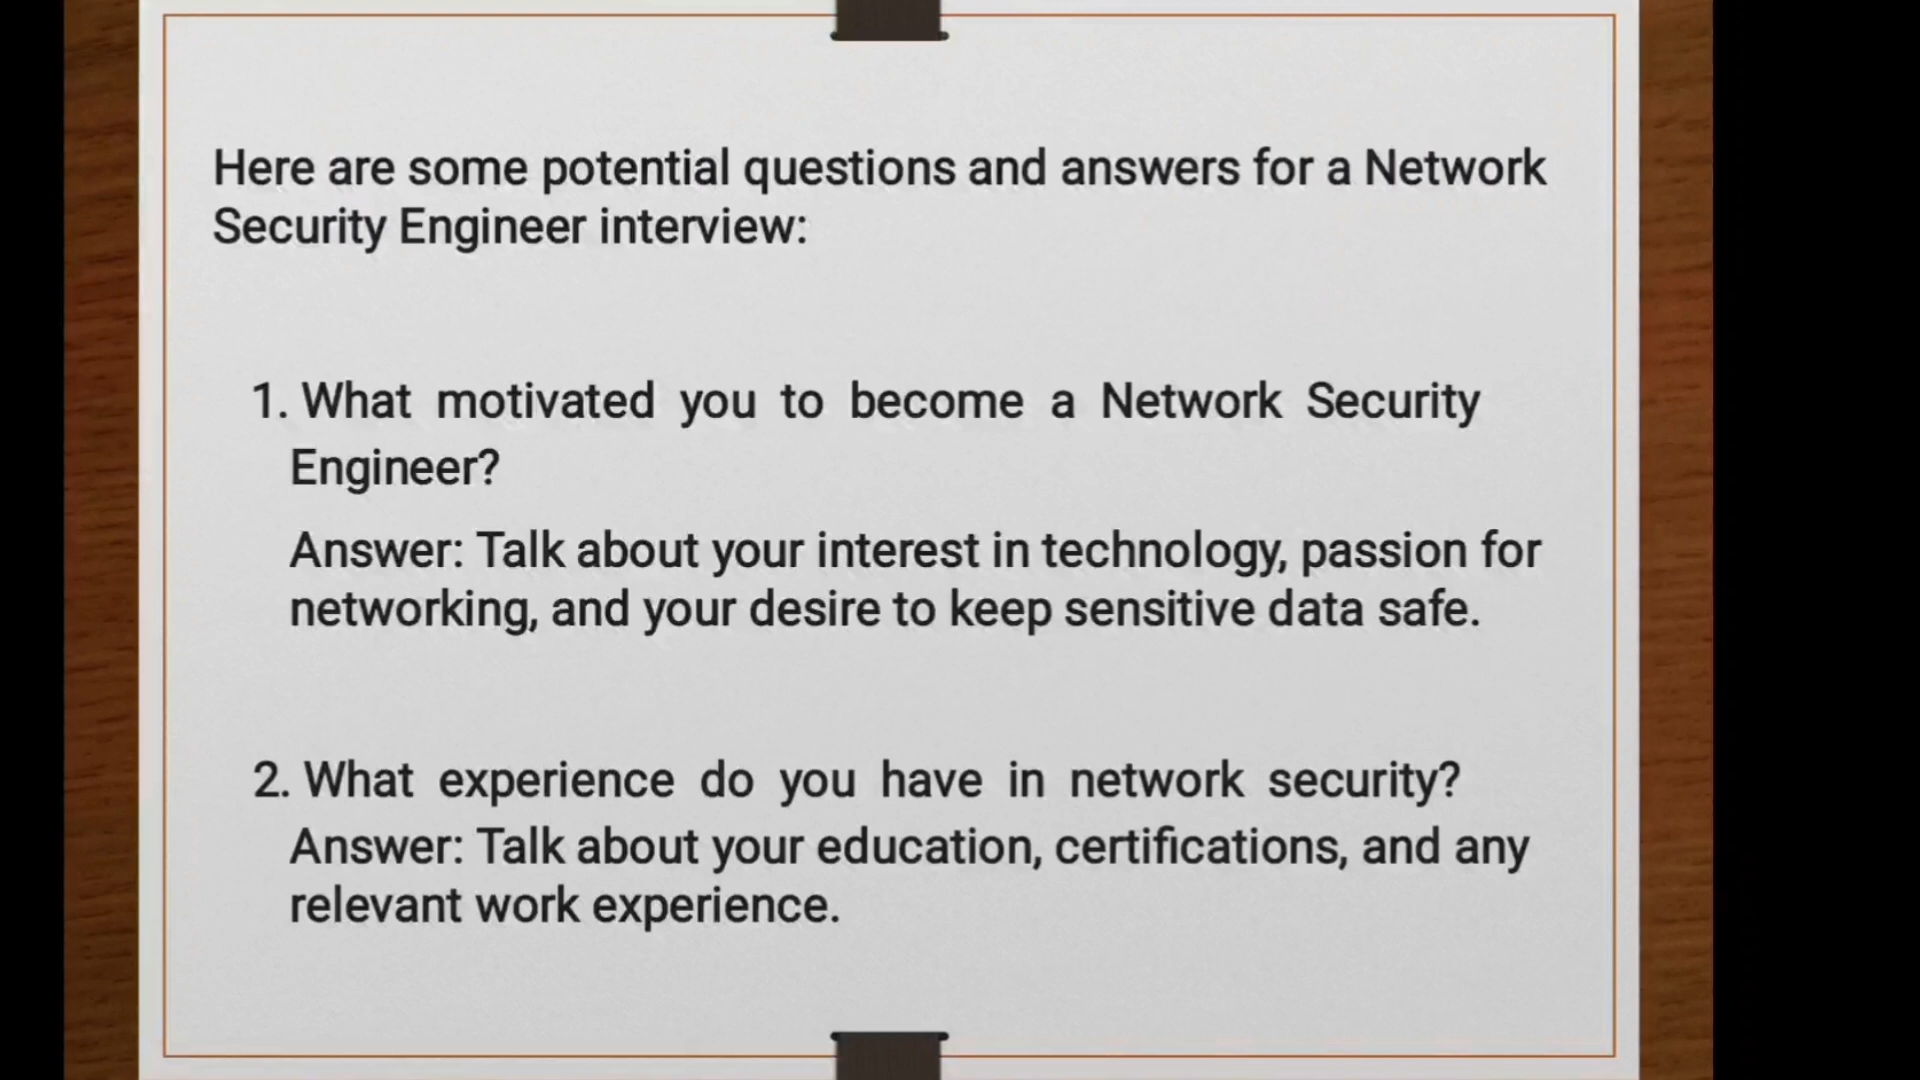 Here are some potential questions and answers for a Network
Security Engineer interview:
1. What motivated you to become a Network Security
Engineer?
Answer: Talk about your interest in technology, passion for
networking, and your desire to keep sensitive data safe.
2. What experience do you have in network security?
Answer: Talk about your education, certifications, and any
relevant work experience.